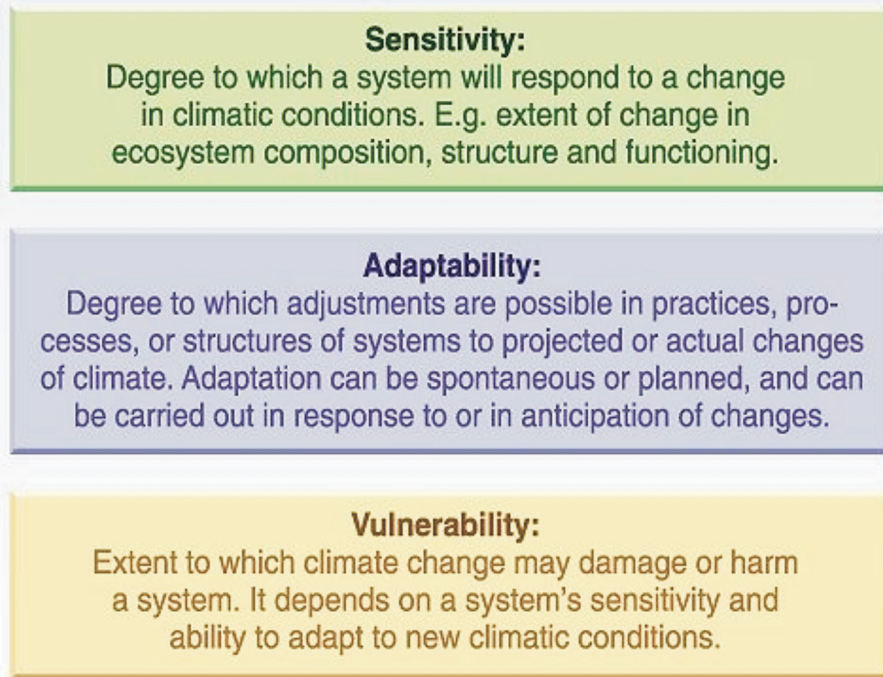 Sensitivity:
Degree to which a system will respond to a change
in climatic conditions. E.g. extent of change in
ecosystem composition, structure and functioning.
Adaptability:
Degree to which adjustments are possible in practices, pro-
cesses, or structures of systems to projected or actual changes
of climate. Adaptation can be spontaneous or planned, and can
be carried out in response to or in anticipation of changes.
Vulnerability:
Extent to which climate change may damage or harm
a system. It depends on a system's sensitivity and
ability to adapt to new climatic conditions.